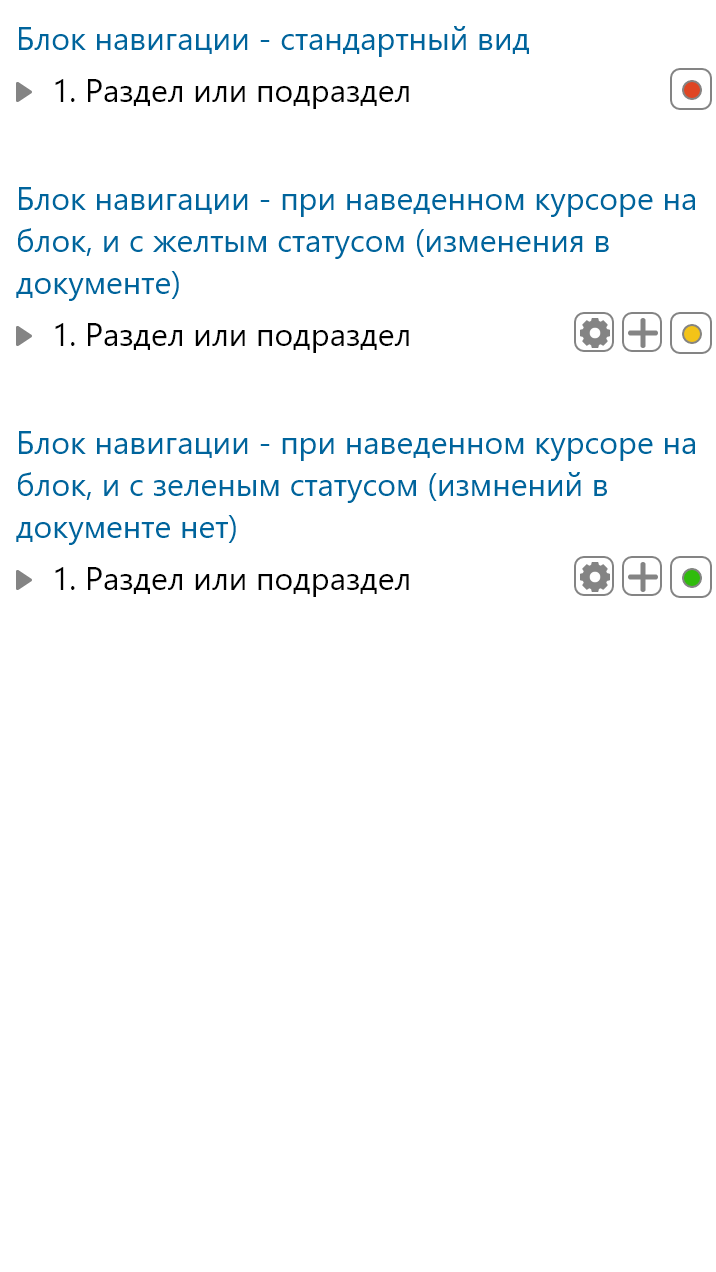 Блок навигации - стандартный вид
1. Раздел или подраздел
Блок навигации - при наведенном курсоре на
блок, и с желтым статусом (изменения в
документе)
1. Раздел или подраздел
Блок навигации - при наведенном курсоре на
блок, и с зеленым статусом (измнений в
документе нет)
1. Раздел или подраздел